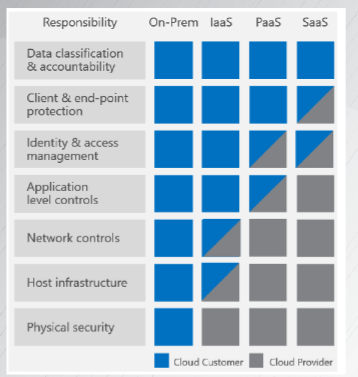 Responsibility On-Prem IaaS PaaS SaaS
Data classification
& accountability
Client & end-point
protection
Identity & access
management
Application
level controls
Network controls
Host infrastructure
Physical security
Cloud Customer Cloud Provider